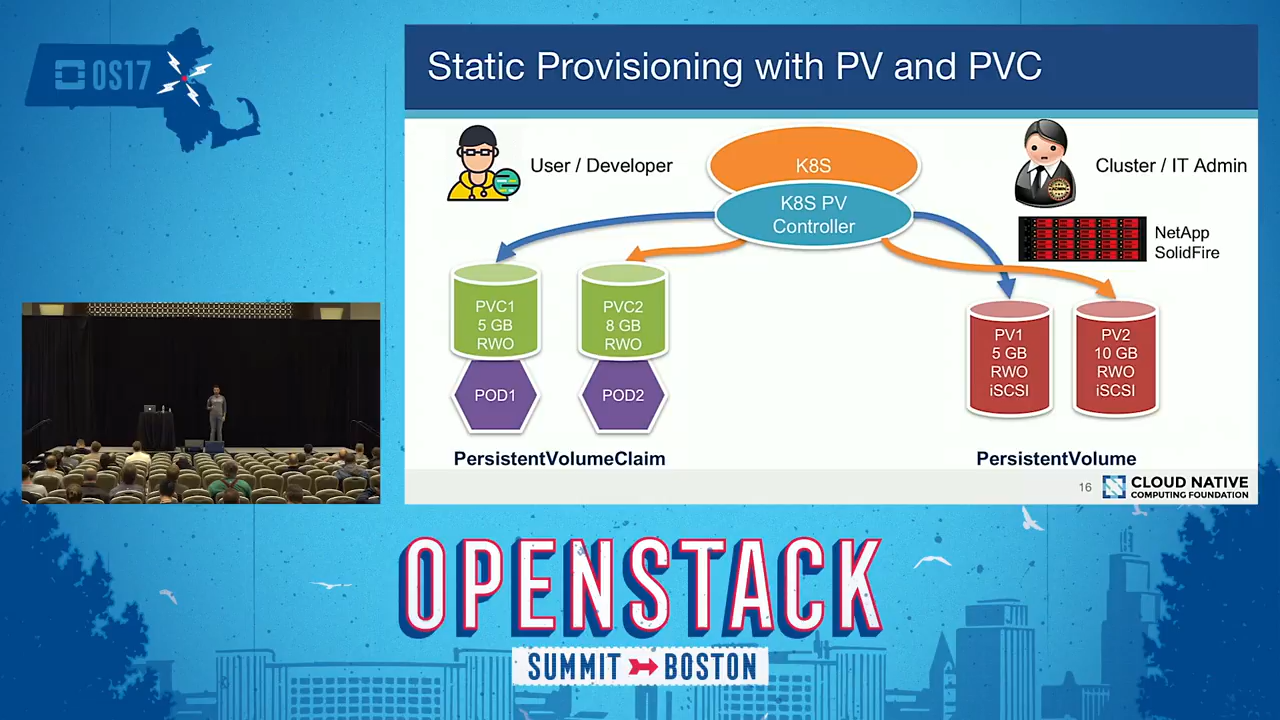 OS17
Static Provisioning with PV and PVC
User / Developer
K8S
K8S PV
Controller
Cluster / IT Admin
NetApp
SolidFire
PVC1
5 GB
RWO
PVC2
8 GB
RWO
PV1
5 GB
RWO
iSCSI
PV2
10 GB
RWO
iSCSI
POD1
POD2
PersistentVolumeClaim
PersistentVolume
16
CLOUD NATIVE
COMPUTING FOUNDATION
OPENSTACK
SUMMIT BOSTON